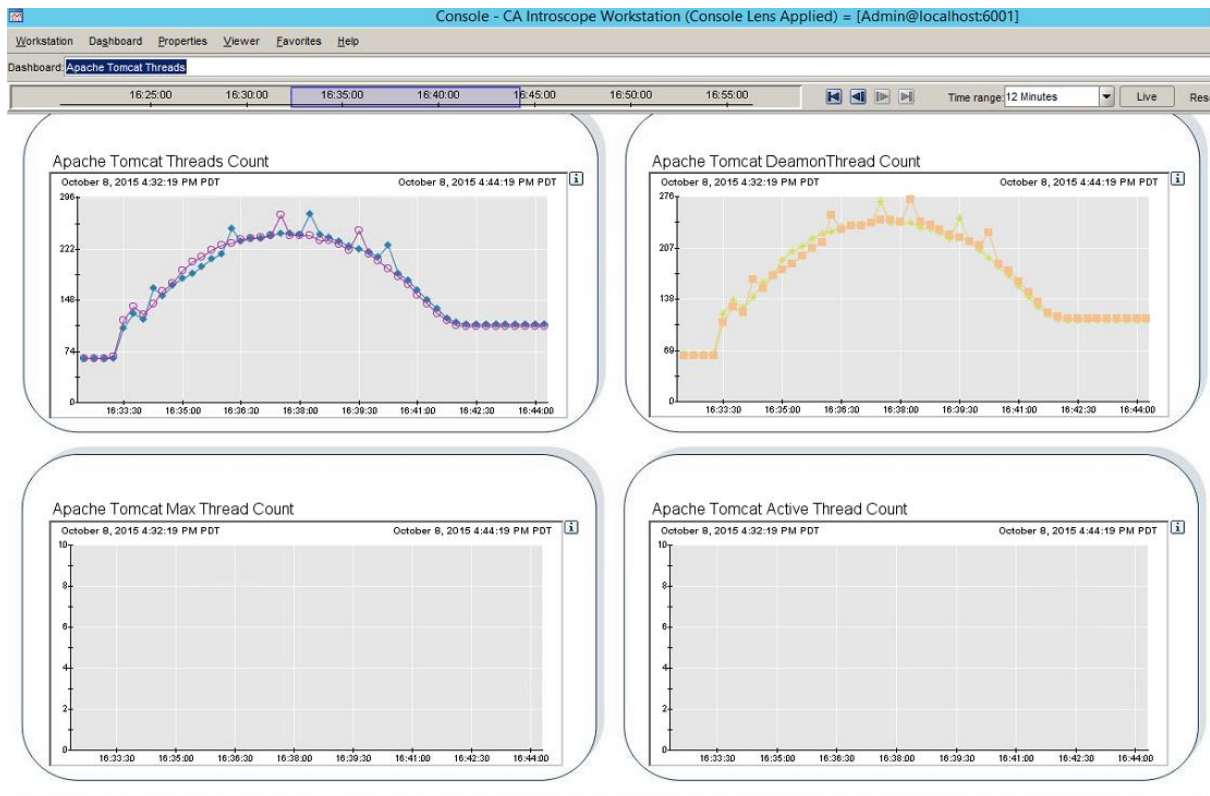 Console - CA Introscope Workstation (Console Lens Applied) = [Admin@localhost:6001]
Workstation Dashboard Properties Viewer Favorites Help
Dashboard: Apache Tomcat Threads
16:25:00 16:30:00 16:35:00 16:40:00 16:45:00 16:50:00 16:55:00 Time range: 12 Minutes Live Res
Apache Tomcat Threads Count
October 8, 2015 4:32:19 PM PDT October 8, 2015 4:44:19 PM PDT i
296
222
148
74
0
16:33:30 16:35:00 16:36:30 16:38:00 16:39:30 16:41:00 16:42:30 16:44:00
Apache Tomcat DeamonThread Count
October 8, 2015 4:32:19 PM PDT October 8, 2015 4:44:19 PM PDT i
276
207
138
69
0
16:33:30 16:35:00 16:36:30 16:38:00 16:39:30 16:41:00 16:42:30 16:44:00
Apache Tomcat Max Thread Count
October 8, 2015 4:32:19 PM PDT October 8, 2015 4:44:19 PM PDT i
10
8
6
4
2
0
16:33:30 16:35:00 16:36:30 16:38:00 16:39:30 16:41:00 16:42:30 16:44:00
Apache Tomcat Active Thread Count
October 8, 2015 4:32:19 PM PDT October 8, 2015 4:44:19 PM PDT i
10
8
6
4
2
0
16:33:30 16:35:00 16:36:30 16:38:00 16:39:30 16:41:00 16:42:30 16:44:00